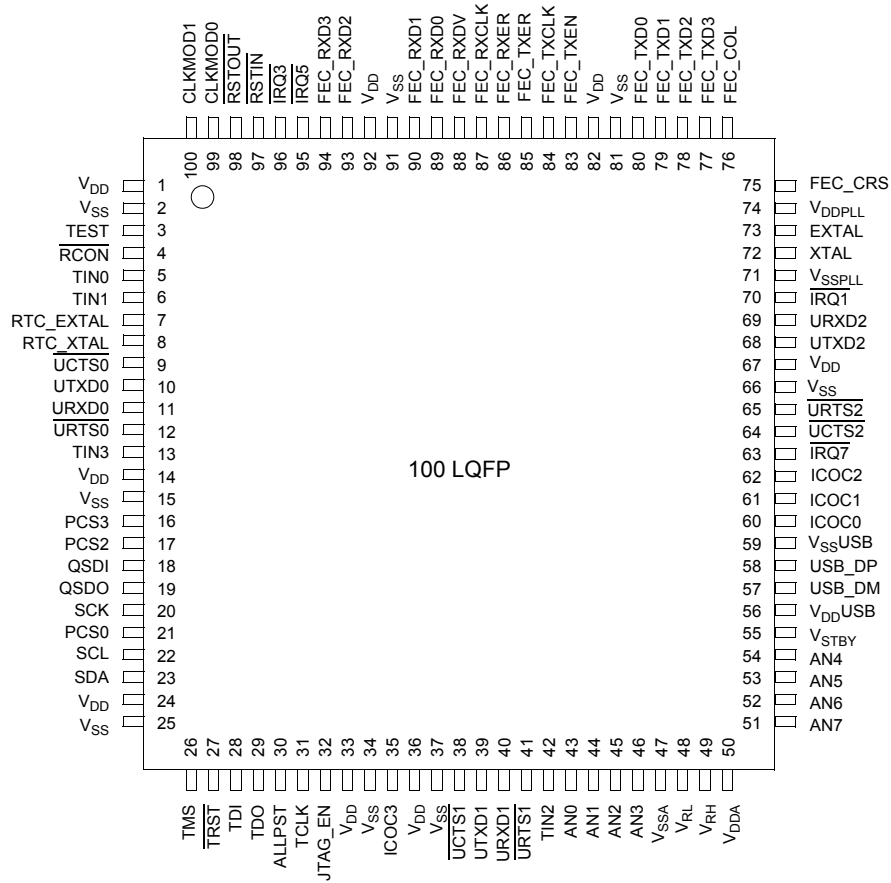 CLKMOD1
CLKMOD0
RSTOUT
RSTIN
IRQ3
IRQ5
FEC_RXD3
FEC_RXD2
VDD
VSS
FEC_RXD1
FEC_RXD0
FEC_RXDV
FEC_RXCLK
FEC_RXER
FEC_TXER
FEC_TXCLK
FEC_TXEN
VDD
VSS
FEC_TXD0
FEC_TXD1
FEC_TXD2
FEC_TXD3
FEC_COL
100
99
98
97
96
95
94
93
92
91
90
89
88
87
86
85
84
83
82
81
80
79
78
77
76
VDD 1
VSS 2
TEST 3
RCON 4
TIN0 5
TIN1 6
RTC_EXTAL 7
RTC_XTAL 8
UCTS0 9
UTXD0 10
URXD0 11
URTS0 12
TIN3 13
VDD 14
VSS 15
PCS3 16
PCS2 17
QSDI 18
QSDO 19
SCK 20
PCS0 21
SCL 22
SDA 23
VDD 24
VSS 25
100 LQFP
75 FEC_CRS
74 VDDPLL
73 EXTAL
72 XTAL
71 VSSPLL
70 IRQ1
69 URXD2
68 UTXD2
67 VDD
66 VSS
65 URTS2
64 UCTS2
63 IRQ7
62 ICOC2
61 ICOC1
60 ICOC0
59 VSSUSB
58 USB_DP
57 USB_DM
56 VDDUSB
55 VSTBY
54 AN4
53 AN5
52 AN6
51 AN7
26
27
28
29
30
31
32
33
34
35
36
37
38
39
40
41
42
43
44
45
46
47
48
49
50
TMS
TRST
TDI
TDO
ALLPST
TCLK
JTAG_EN
VDD
VSS
ICOC3
VDD
VSS
UCTS1
UTXD1
URXD1
URTS1
TIN2
AN0
AN1
AN2
AN3
VSSA
VRL
VRH
VDDA